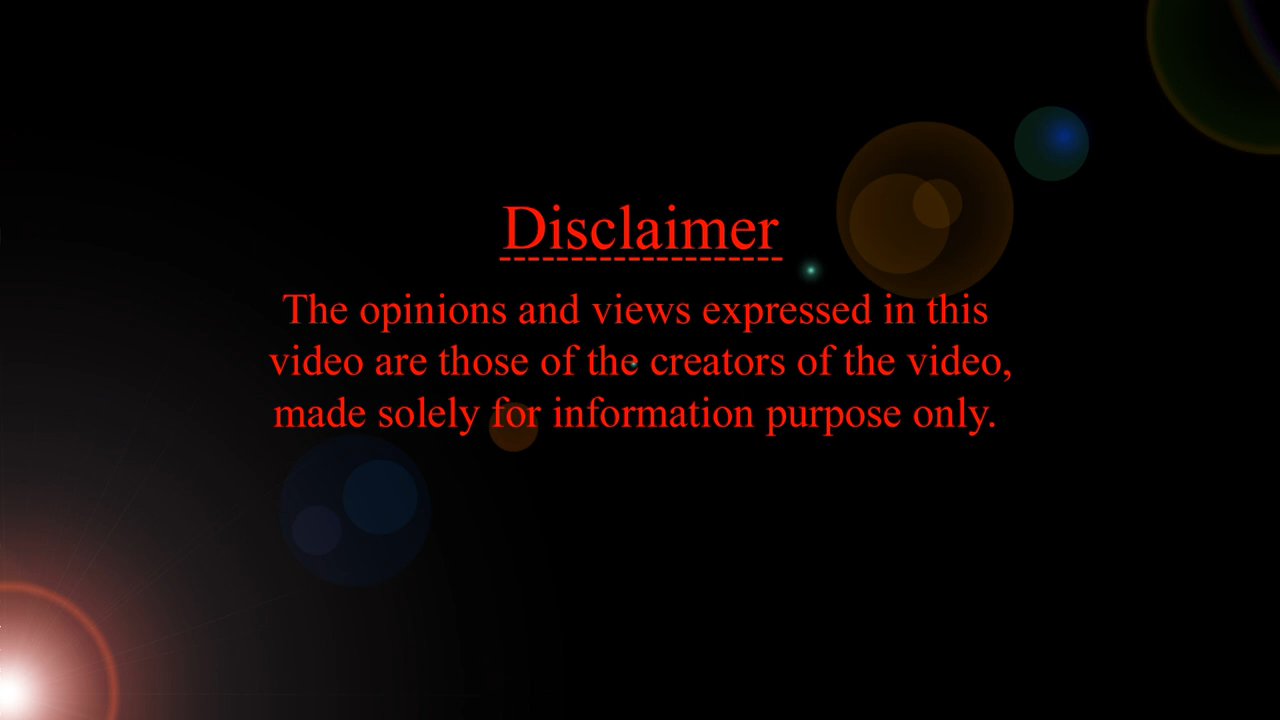 Disclaimer
--------------------
The opinions and views expressed in this
video are those of the creators of the video,
made solely for information purpose only.